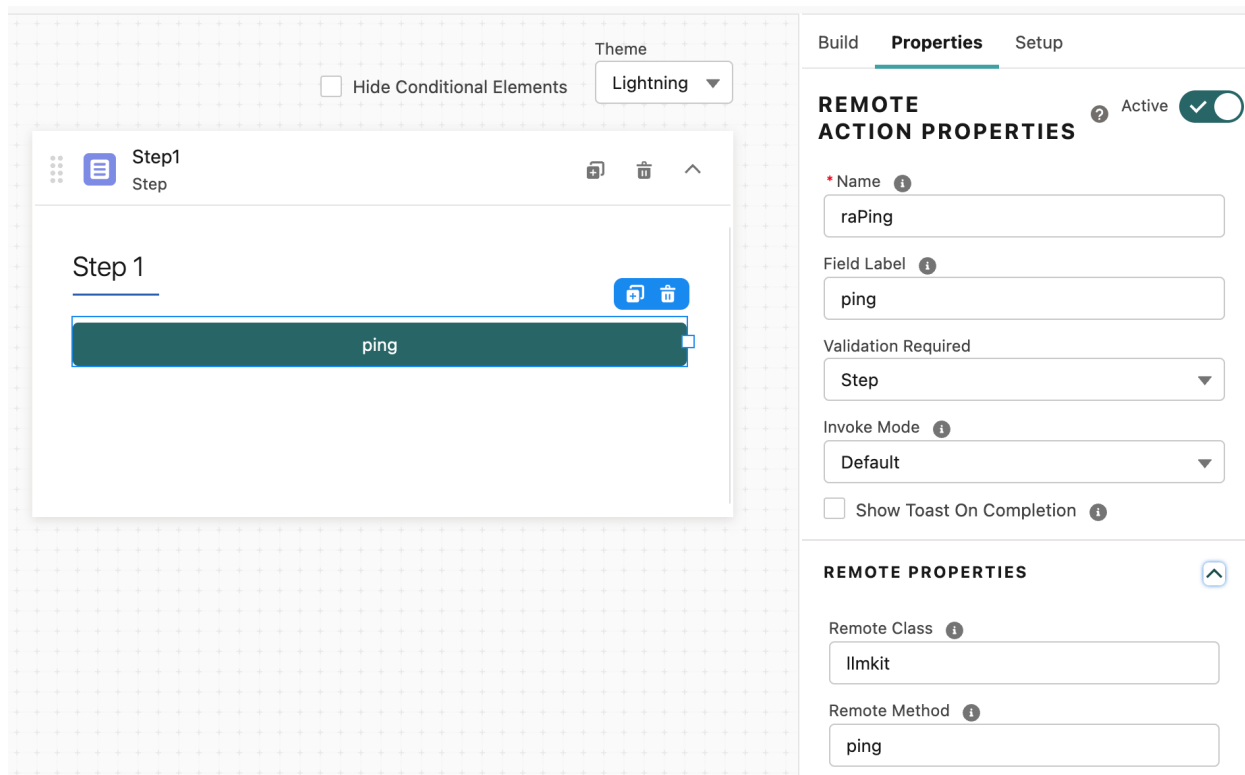 Theme
Hide Conditional Elements
Lightning
Step1
Step
Step 1
ping
Build Properties Setup
REMOTE
ACTION PROPERTIES
Active
* Name
raPing
Field Label
ping
Validation Required
Step
Invoke Mode
Default
Show Toast On Completion
REMOTE PROPERTIES
Remote Class
llmkit
Remote Method
ping